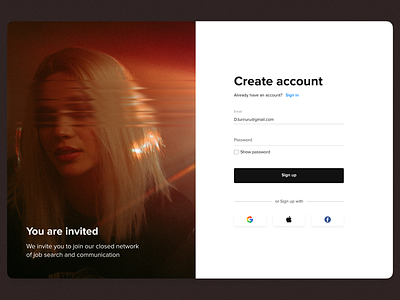 Create account
Already have an account? Sign in
Email
D.fumuru@gmail.com
Password
Show password
Sign up
or Sign up with
You are invited
We invite you to join our closed network
of job search and communication